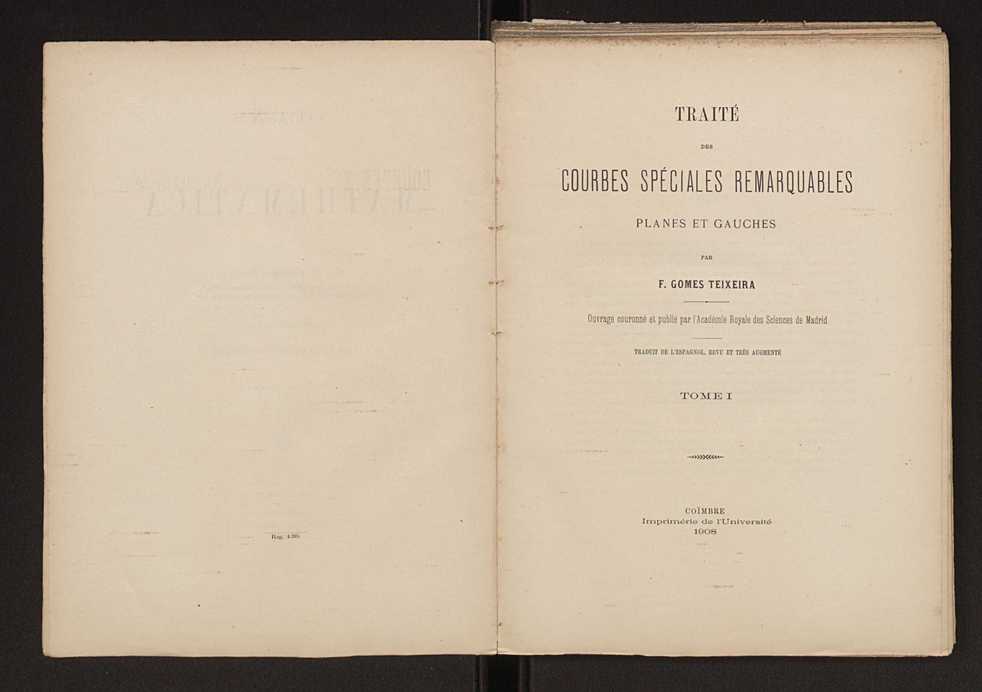 TRAITÉ
DES
COURBES SPÉCIALES REMARQUABLES
PLANES ET GAUCHES
PAR
F. GOMES TEIXEIRA
Ouvrage couronné et publié par l'Académie Royale des Sciences de Madrid
TRADUIT DE L'ESPAGNOL, REVU ET TRÈS AUGMENTÉ
TOME I
COÏMBRE
Imprimérie de l'Université
1908